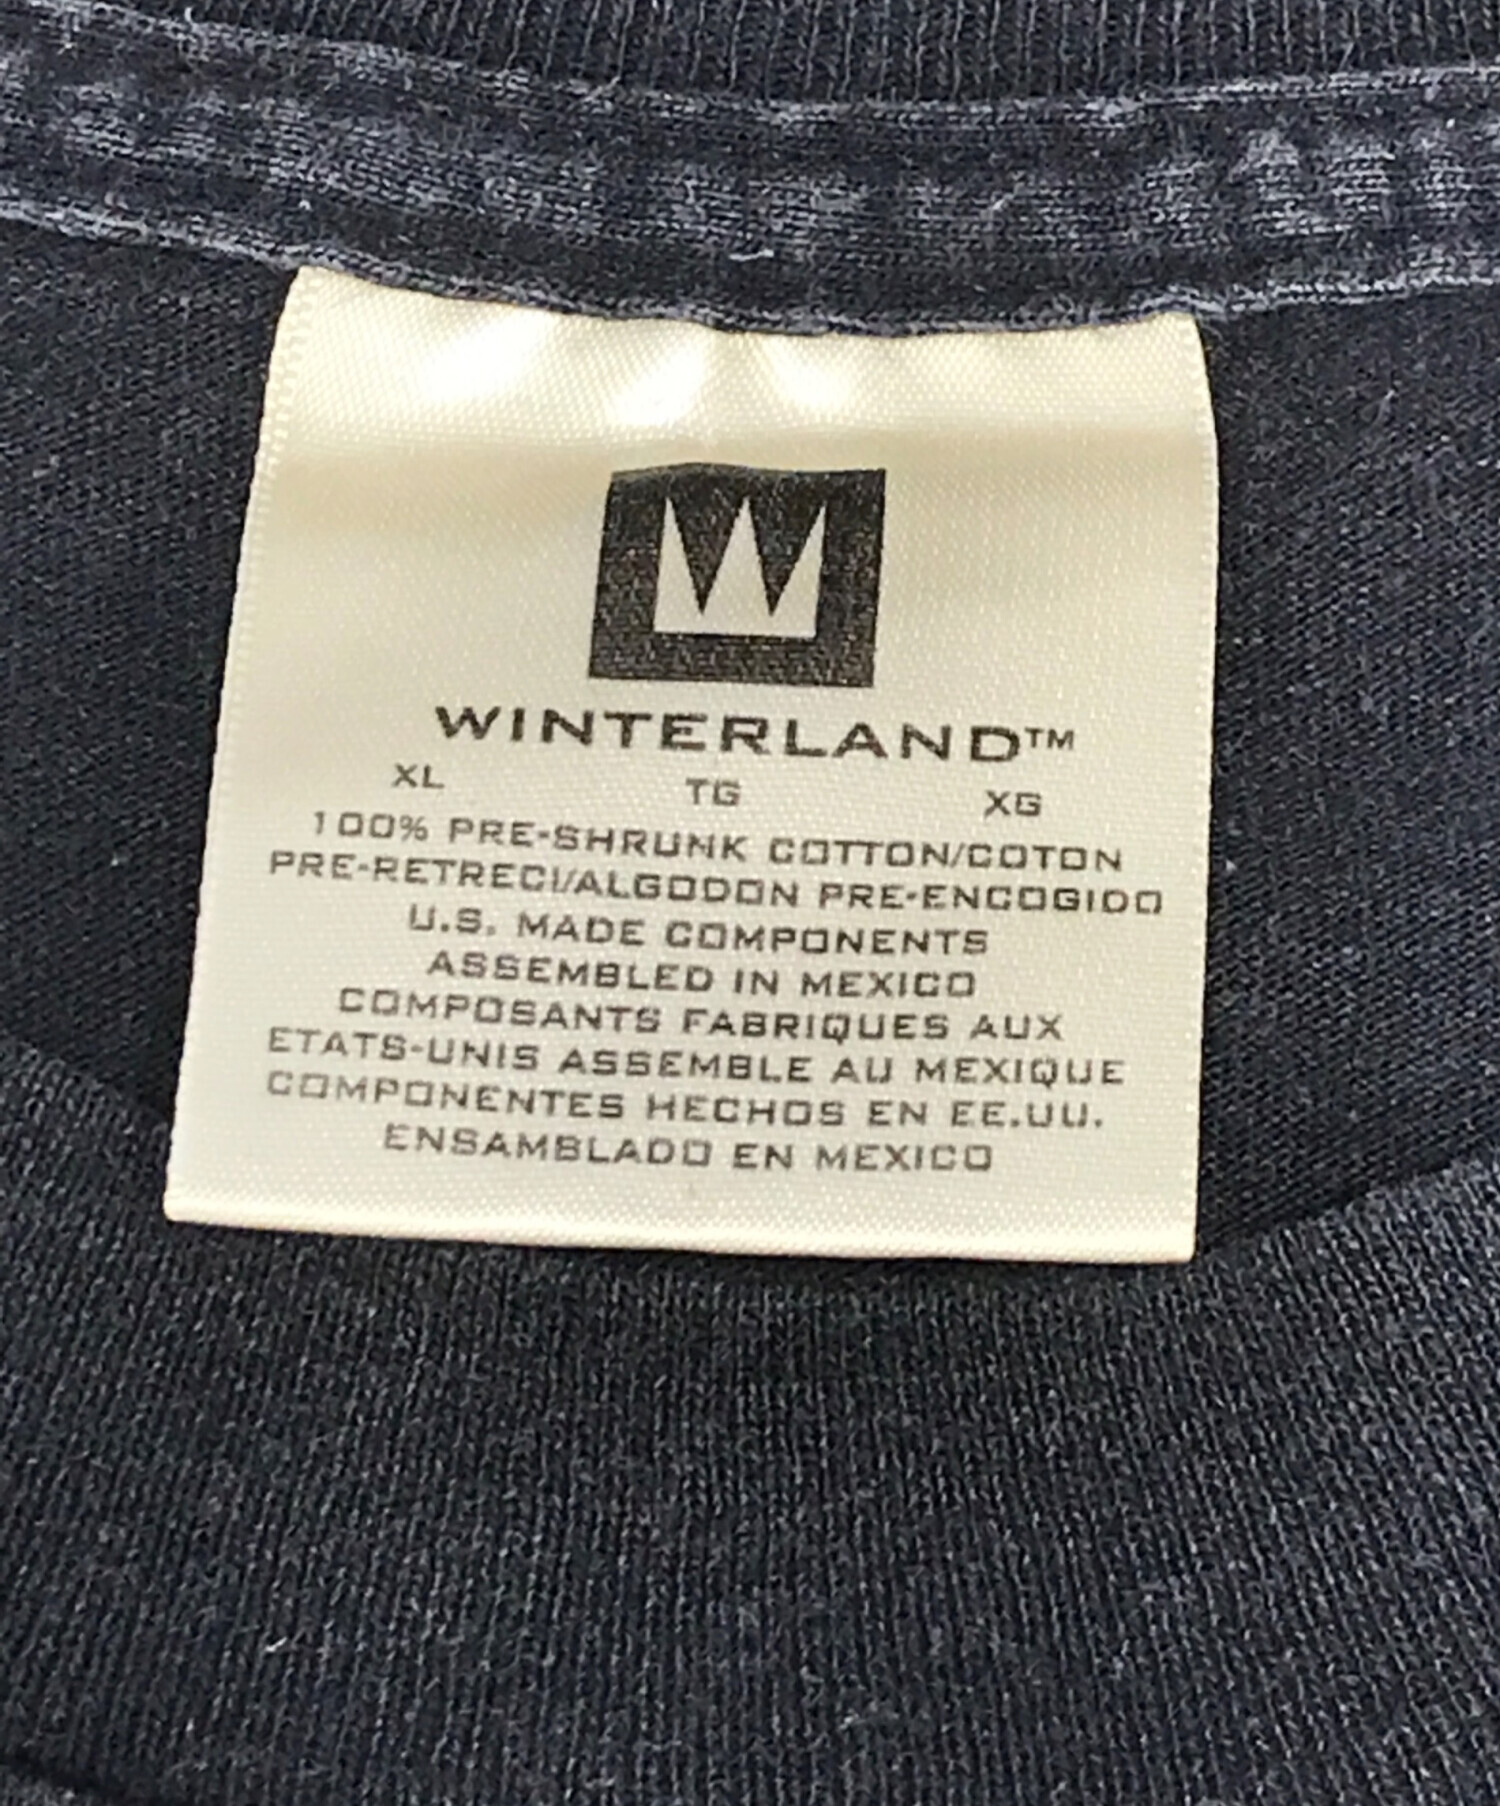 WINTERLAND™
XL TG XG
100% PRE-SHRUNK COTTON/COTON
PRE-RETRECI/ALGODON PRE-ENCOGIDO
U.S. MADE COMPONENTS
ASSEMBLED IN MEXICO
COMPOSANTS FABRIQUES AUX
ETATS-UNIS ASSEMBLE AU MEXIQUE
COMPONENTES HECHOS EN EE.UU.
ENSAMBLADO EN MEXICO